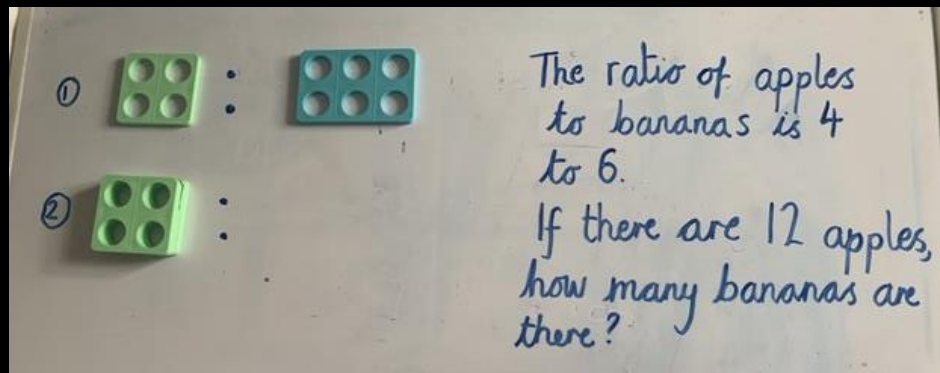 ①
:
The ratio of apples
to bananas is 4
to 6.
②
:
If there are 12 apples,
how many bananas are
there?